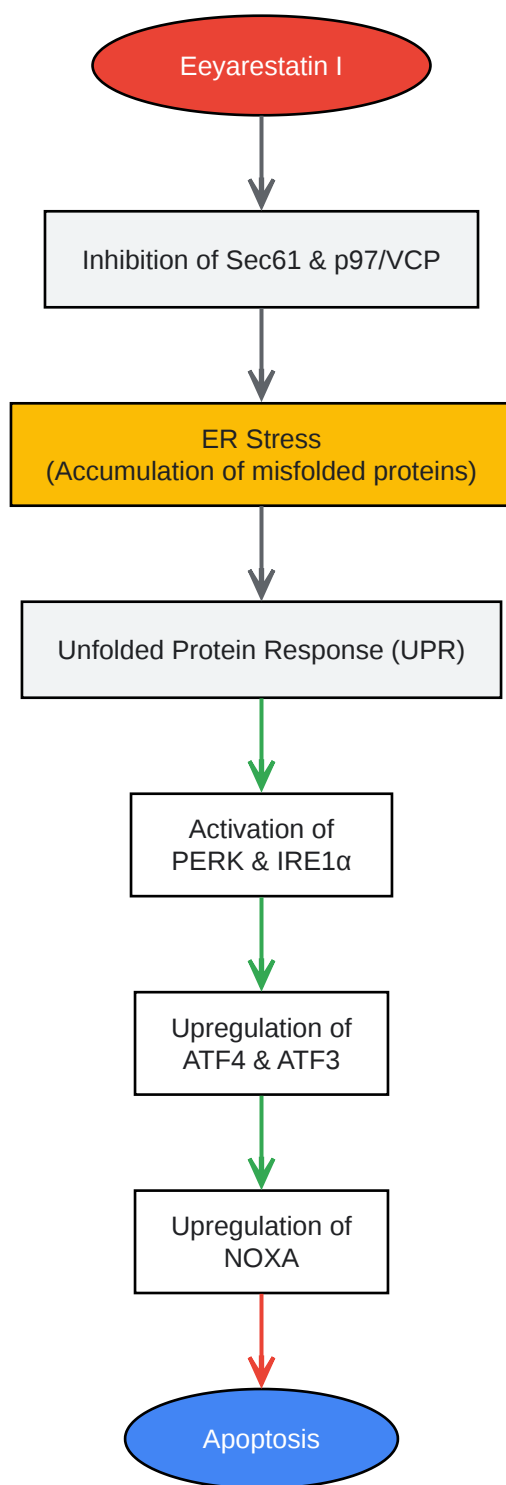 Eeyarestatin I
Inhibition of Sec61 & p97/VCP
ER Stress
(Accumulation of misfolded proteins)
Unfolded Protein Response (UPR)
Activation of
PERK & IRE1α
Upregulation of
ATF4 & ATF3
Upregulation of
NOXA
Apoptosis